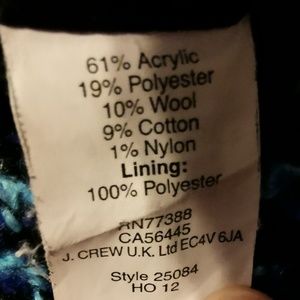 61% Acrylic
19% Polyester
10% Wool
9% Cotton
1% Nylon
Lining:
100% Polyester
RN77388
CA56445
J. CREW U.K. Ltd EC4V 6JA
Style 25084
HO 12